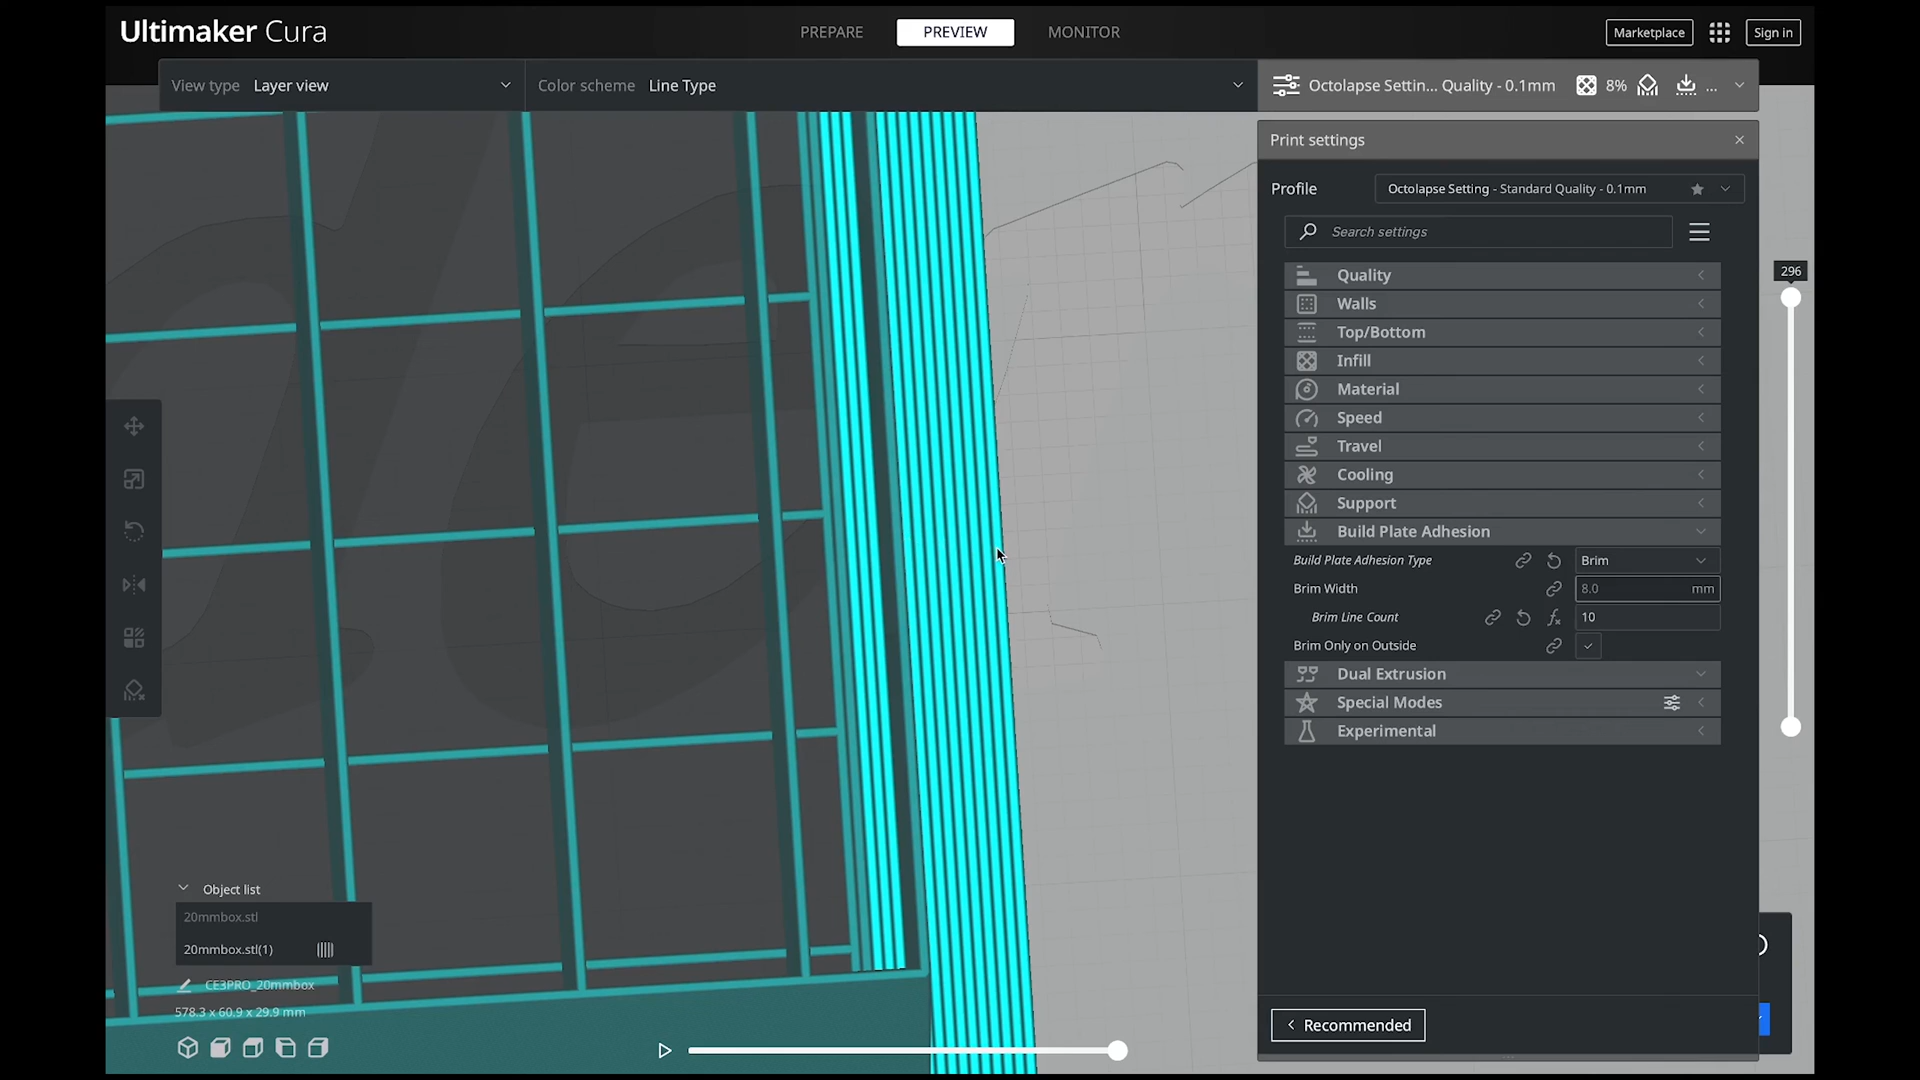 Ultimaker Cura
PREPARE
PREVIEW
MONITOR
Marketplace
Sign in
View type Layer view
Color scheme Line Type
Octolapse Settin... Quality - 0.1mm
8%
...
Print settings
Profile
Octolapse Setting - Standard Quality - 0.1mm
Search settings
Quality
Walls
Top/Bottom
Infill
Material
Speed
Travel
Cooling
Support
Build Plate Adhesion
Build Plate Adhesion Type Brim
Brim Width 8.0 mm
Brim Line Count 10
Brim Only on Outside
Dual Extrusion
Special Modes
Experimental
Recommended
296
Object list
20mmbox.stl
20mmbox.stl(1)
CE3PRO_20mmbox
578.3 x 60.9 x 29.9 mm